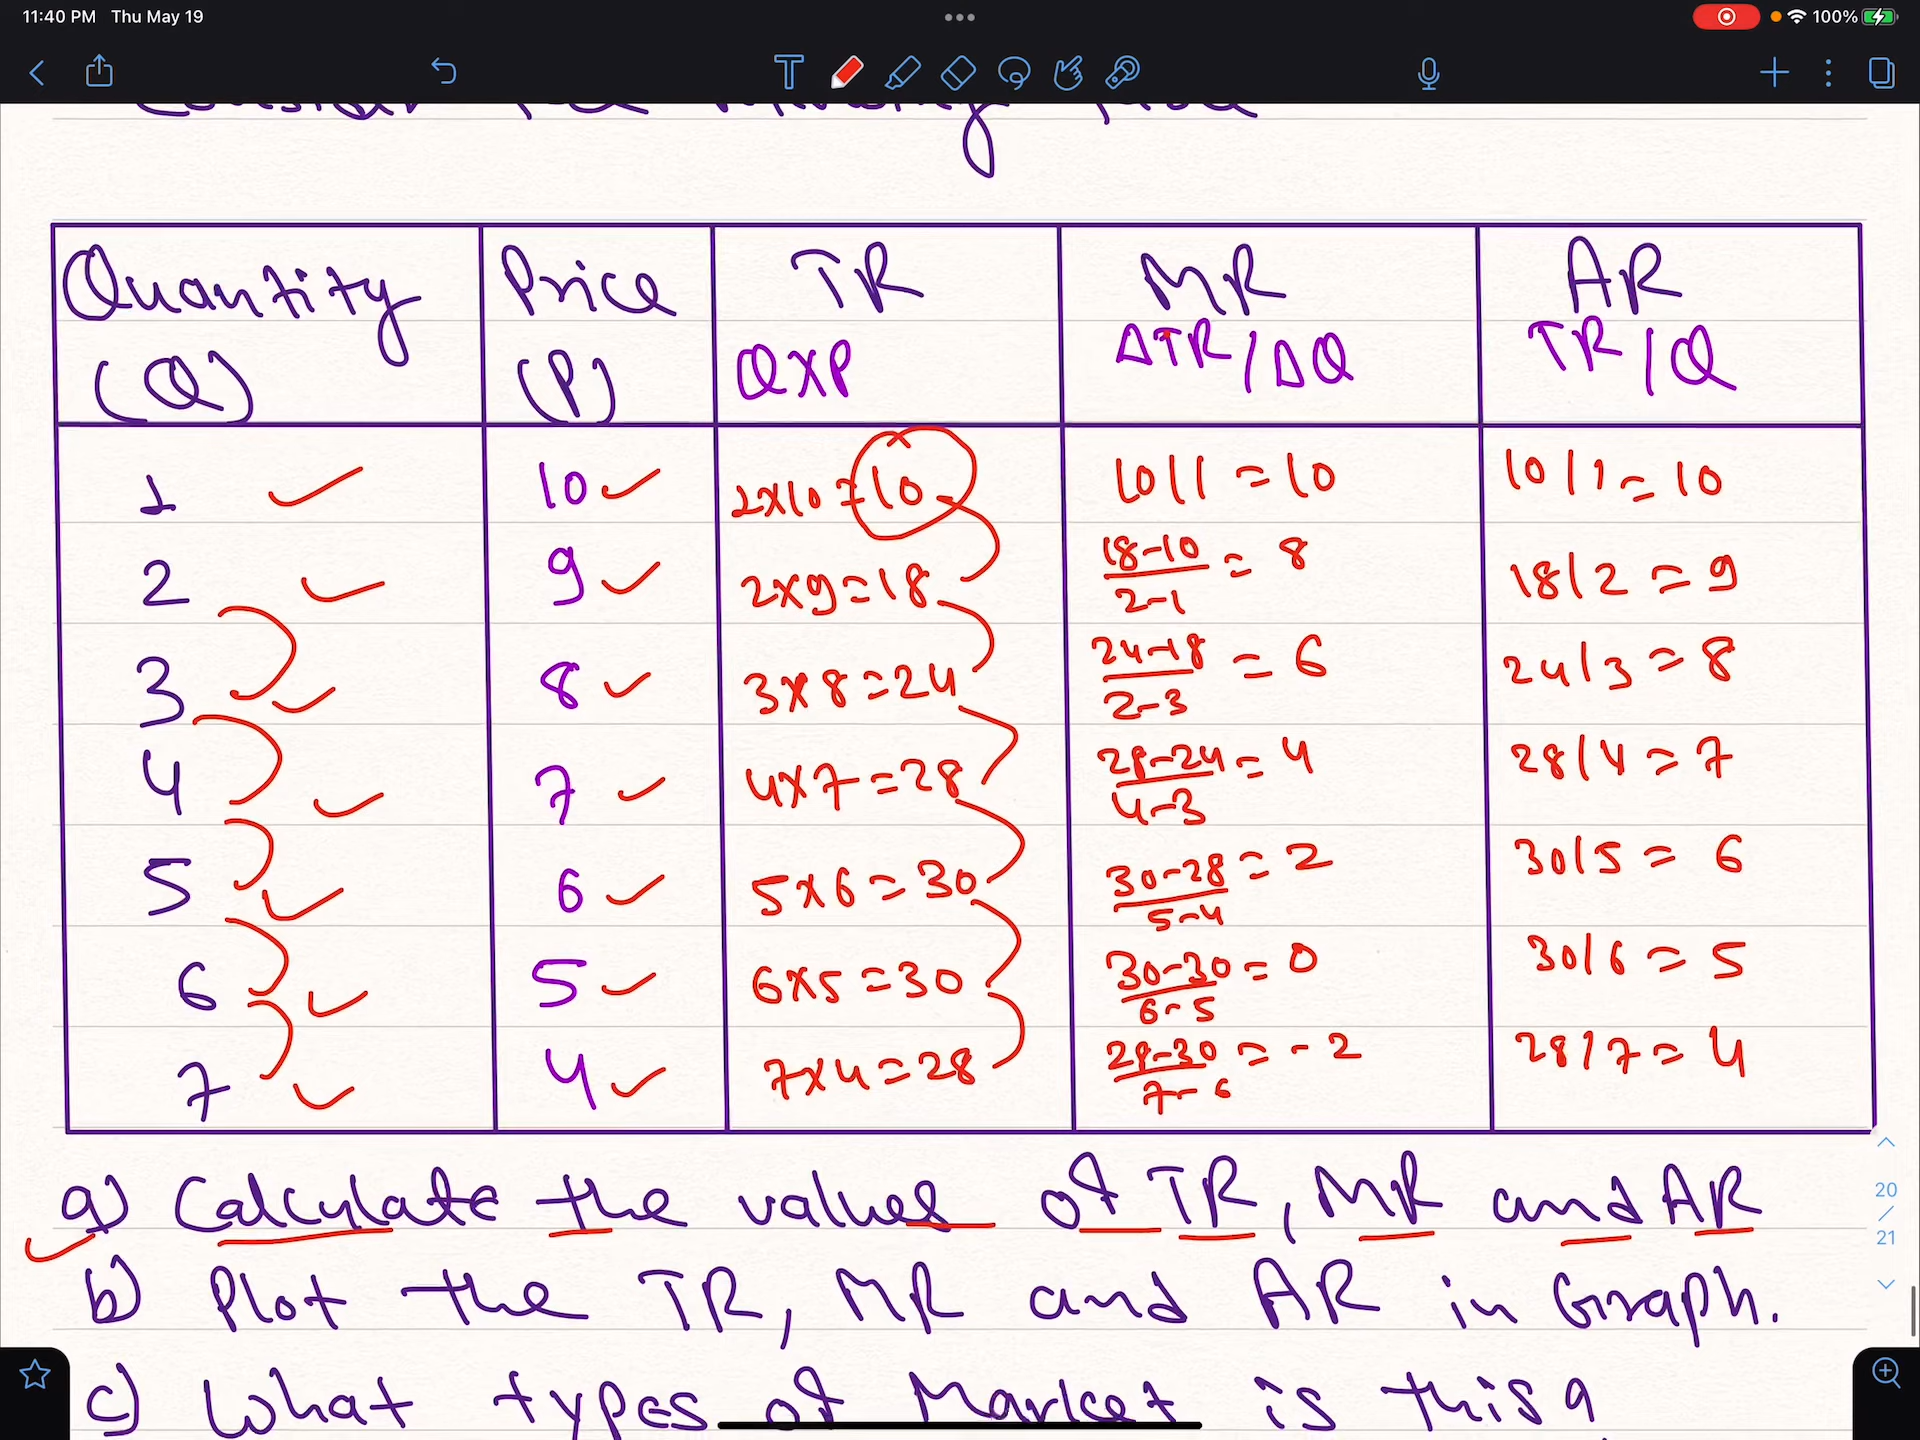 11:40 PM Thu May 19
100%
Quantity (Q) Price (P) TR QXP MR ΔTR/ΔQ AR TR/Q
1 10 2×10=10 10/1=10 10/1=10
2 9 2×9=18 18-10/2-1=8 18/2=9
3 8 3×8=24 24-18/2-3=6 24/3=8
4 7 4×7=28 28-24/4-3=4 28/4=7
5 6 5×6=30 30-28/5-4=2 30/5=6
6 5 6×5=30 30-30/6-5=0 30/6=5
7 4 7×4=28 28-30/7-6=-2 28/7=4
a) Calculate the values of TR, MR and AR
b) Plot the TR, MR and AR in Graph.
c) What types of Market is this?
20
/
21